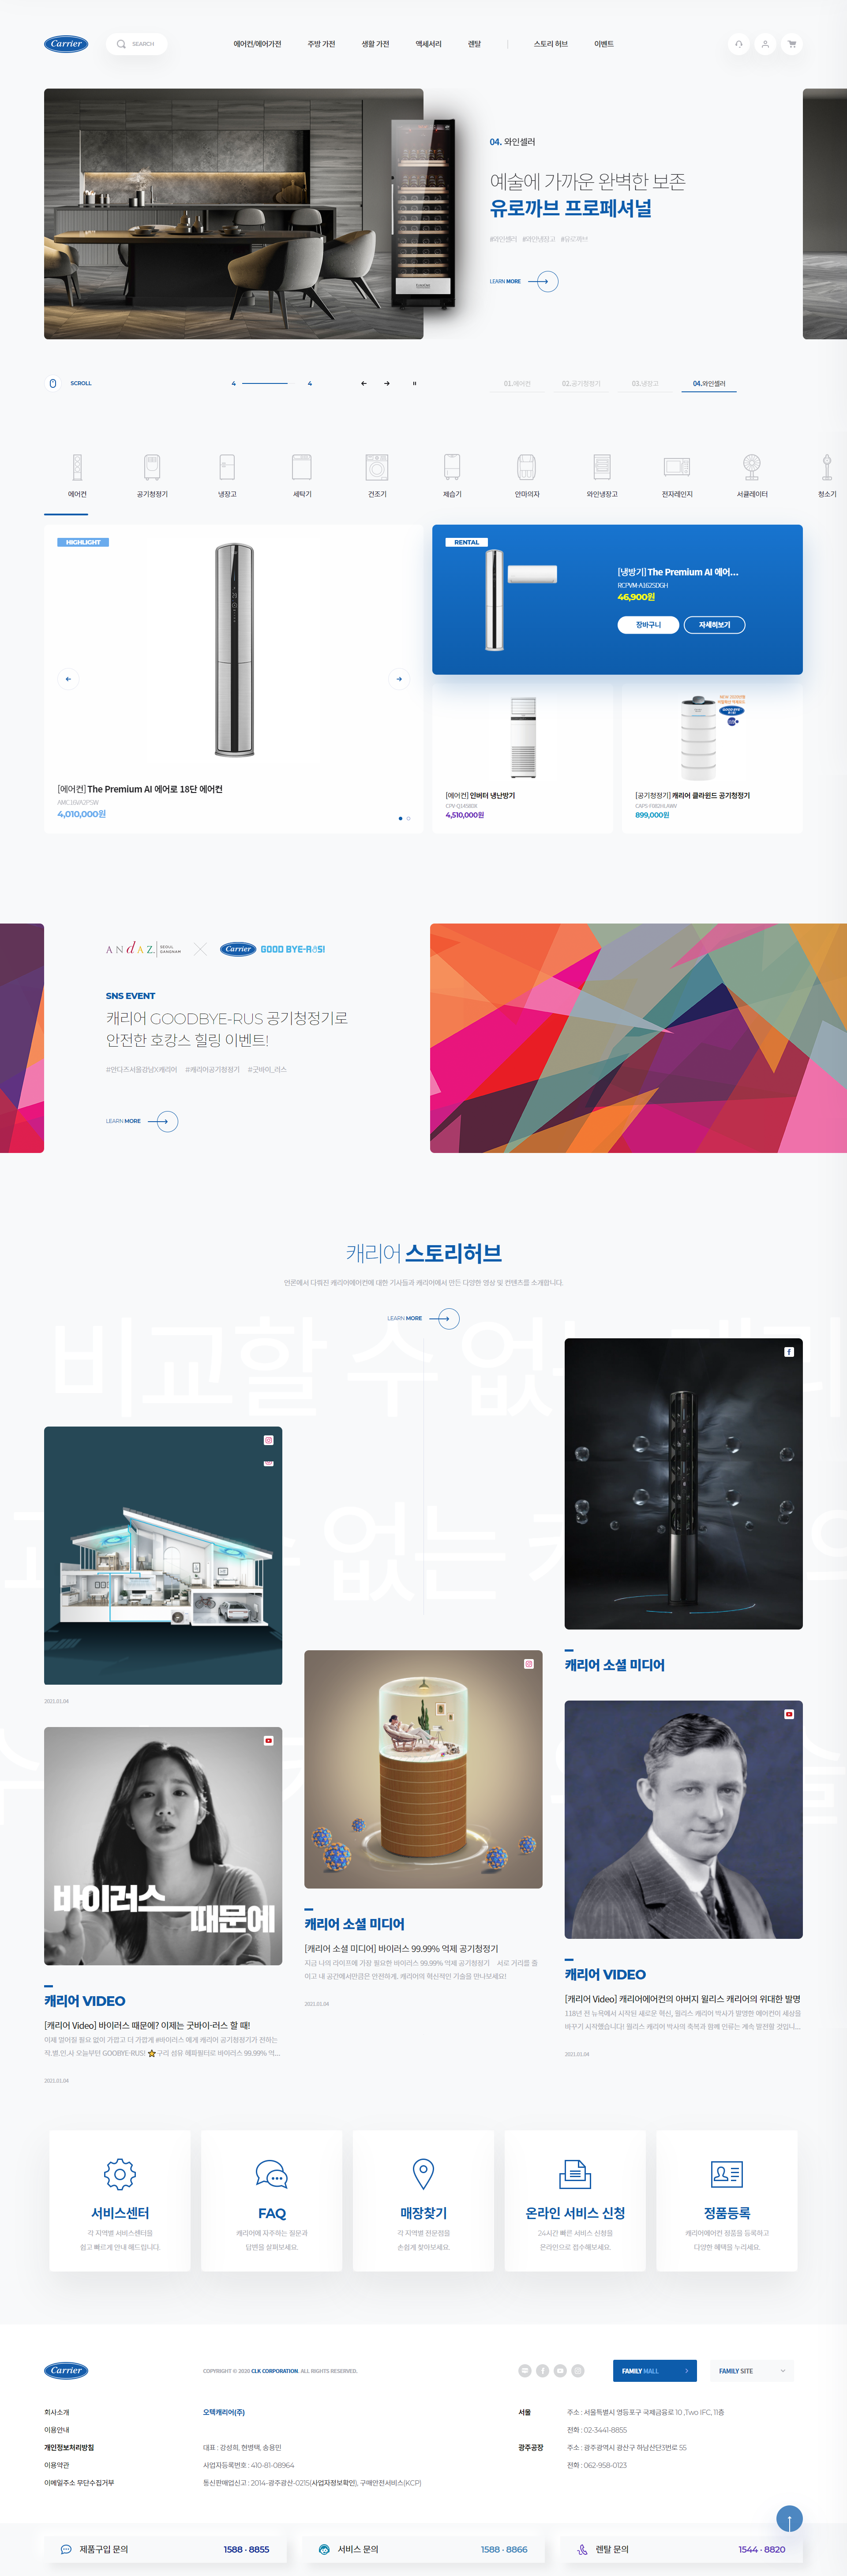 Carrier
SEARCH
에어컨/에어가전
주방 가전
생활 가전
액세서리
렌탈
스토리 허브
이벤트
04. 와인셀러
예술에 가까운 완벽한 보존
유로까브 프로페셔널
#와인셀러 #와인냉장고 #유로까브
LEARN MORE
SCROLL
4
4
01.에어컨
02.공기청정기
03.냉장고
04.와인셀러
에어컨
공기청정기
냉장고
세탁기
건조기
제습기
안마의자
와인냉장고
전자레인지
서큘레이터
청소기
HIGHLIGHT
[에어컨] The Premium AI 에어로 18단 에어컨
4,010,000원
RENTAL
[냉방기] The Premium AI 에어...
RCPVM-A162SDGH
46,900원
장바구니
자세히보기
[에어컨] 인버터 냉난방기
CPV-Q1458DX
4,510,000원
[공기청정기] 캐리어 클라윈드 공기청정기
899,000원
ANdAZ.
SEOUL
GANGNAM
Carrier
GOOD BYE-RUS!
SNS EVENT
캐리어 GOODBYE-RUS 공기청정기로
안전한 호캉스 힐링 이벤트!
#안다즈서울강남X캐리어 #캐리어공기청정기 #굿바이_러스
LEARN MORE
캐리어 스토리허브
언론에서 다뤄진 캐리어에어컨에 대한 기사들과 캐리어에서 만든 다양한 영상 및 컨텐츠를 소개합니다.
LEARN MORE
비교할 수 없는
없는
캐리어 소셜 미디어
2021.01.04
바이러스
때문에
캐리어 VIDEO
[캐리어 Video] 바이러스 때문에? 이제는 굿바이-러스 할 때!
이제 멀어질 필요 없이 가깝고 더 가깝게 #바이러스 에게 캐리어 공기청정기가 전하는
작.별.인.사 오늘부턴 GOOBYE-RUS! ⭐구리 섬유 헤파필터로 바이러스 99.99% 억...
2021.01.04
캐리어 소셜 미디어
[캐리어 소셜 미디어] 바이러스 99.99% 억제 공기청정기
지금 나의 라이프에 가장 필요한 바이러스 99.99% 억제 공기청정기 서로 거리를 줄
이고 내 공간에서만큼은 안전하게. 캐리어의 혁신적인 기술을 만나보세요!
2021.01.04
캐리어 VIDEO
[캐리어 Video] 캐리어에어컨의 아버지 윌리스 캐리어의 위대한 발명
118년 전 뉴욕에서 시작된 새로운 혁신, 윌리스 캐리어 박사가 발명한 에어컨이 세상을
바꾸기 시작했습니다! 윌리스 캐리어 박사의 족적과 함께 인류는 계속 발전할 것입니...
2021.01.04
서비스센터
각 지역별 서비스센터을
쉽고 빠르게 안내 해드립니다.
FAQ
캐리어에 자주하는 질문과
답변을 살펴보세요.
매장찾기
각 지역별 전문점을
손쉽게 찾아보세요.
온라인 서비스 신청
24시간 빠른 서비스 신청을
온라인으로 접수해보세요.
정품등록
캐리어에어컨 정품을 등록하고
다양한 혜택을 누리세요.
Carrier
COPYRIGHT © 2020 CLK CORPORATION. ALL RIGHTS RESERVED.
FAMILY MALL
FAMILY SITE
회사소개
이용안내
개인정보처리방침
이용약관
이메일주소 무단수집거부
오텍캐리어(주)
대표 : 강성희, 현병택, 송용민
사업자등록번호 : 410-81-08964
통신판매업신고 : 2014-광주광산-0215(사업자정보확인), 구매안전서비스(KCP)
서울
주소 : 서울특별시 영등포구 국제금융로 10 ,Two IFC, 11층
전화 : 02-3441-8855
광주공장
주소 : 광주광역시 광산구 하남산단3번로 55
전화 : 062-958-0123
제품구입 문의
1588 - 8855
서비스 문의
1588 - 8866
렌탈 문의
1544 - 8820